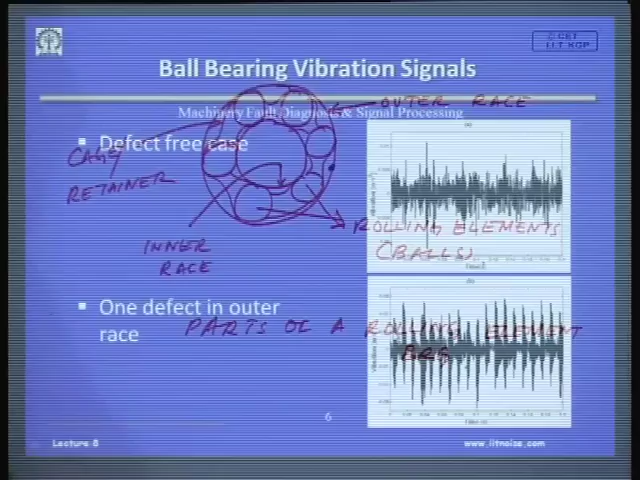 © CET
I.I.T. KGP
Ball Bearing Vibration Signals
Machinery Fault Diagnosis & Signal Processing
OUTER RACE
Defect free case
CAGE
RETAINER
(a)
ROLLING ELEMENTS
(BALLS)
INNER
RACE
(b)
One defect in outer
race
PARTS OF A ROLLING ELEMENT
BRG
6
Lecture 8
www.iitnoise.com